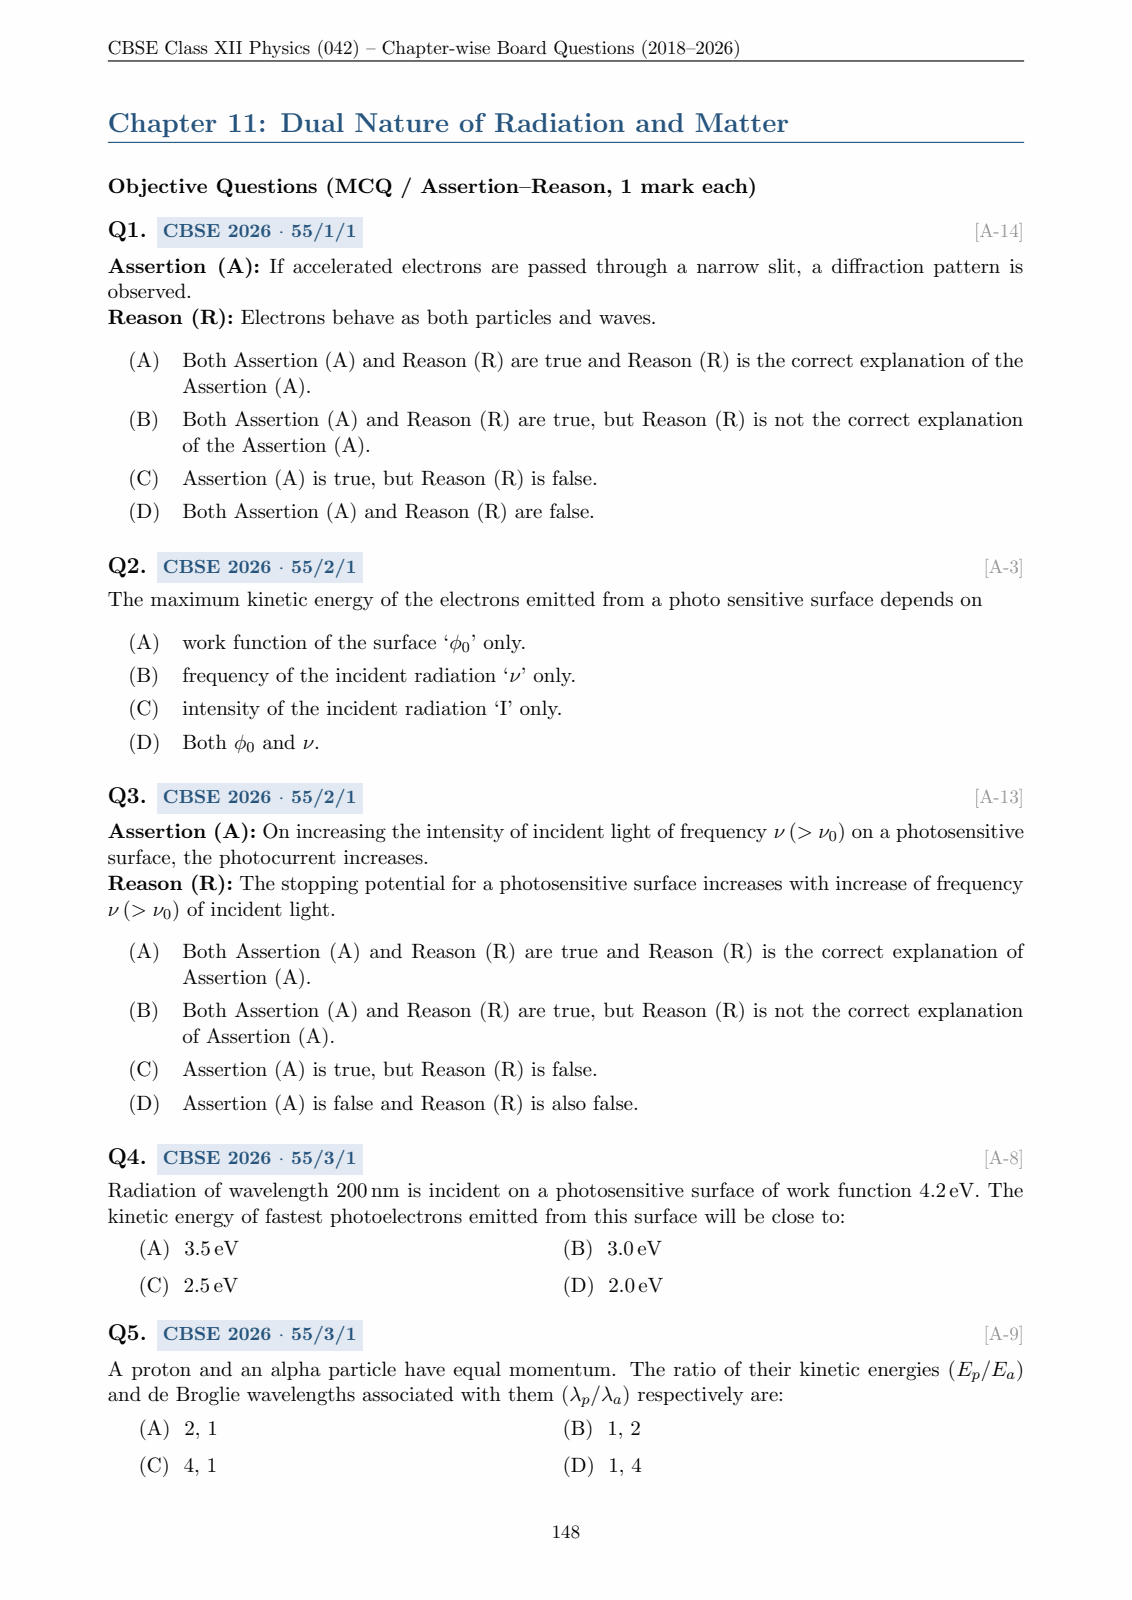 CBSE Class XII Physics (042) – Chapter-wise Board Questions (2018–2026)
Chapter 11: Dual Nature of Radiation and Matter
Objective Questions (MCQ / Assertion–Reason, 1 mark each)
Q1. CBSE 2026 · 55/1/1 [A-14]
Assertion (A): If accelerated electrons are passed through a narrow slit, a diffraction pattern is
observed.
Reason (R): Electrons behave as both particles and waves.
(A) Both Assertion (A) and Reason (R) are true and Reason (R) is the correct explanation of the
Assertion (A).
(B) Both Assertion (A) and Reason (R) are true, but Reason (R) is not the correct explanation
of the Assertion (A).
(C) Assertion (A) is true, but Reason (R) is false.
(D) Both Assertion (A) and Reason (R) are false.
Q2. CBSE 2026 · 55/2/1 [A-3]
The maximum kinetic energy of the electrons emitted from a photo sensitive surface depends on
(A) work function of the surface ‘ϕ₀’ only.
(B) frequency of the incident radiation ‘ν’ only.
(C) intensity of the incident radiation ‘I’ only.
(D) Both ϕ₀ and ν.
Q3. CBSE 2026 · 55/2/1 [A-13]
Assertion (A): On increasing the intensity of incident light of frequency ν (> ν₀) on a photosensitive
surface, the photocurrent increases.
Reason (R): The stopping potential for a photosensitive surface increases with increase of frequency
ν (> ν₀) of incident light.
(A) Both Assertion (A) and Reason (R) are true and Reason (R) is the correct explanation of
Assertion (A).
(B) Both Assertion (A) and Reason (R) are true, but Reason (R) is not the correct explanation
of Assertion (A).
(C) Assertion (A) is true, but Reason (R) is false.
(D) Assertion (A) is false and Reason (R) is also false.
Q4. CBSE 2026 · 55/3/1 [A-8]
Radiation of wavelength 200 nm is incident on a photosensitive surface of work function 4.2 eV. The
kinetic energy of fastest photoelectrons emitted from this surface will be close to:
(A) 3.5 eV (B) 3.0 eV
(C) 2.5 eV (D) 2.0 eV
Q5. CBSE 2026 · 55/3/1 [A-9]
A proton and an alpha particle have equal momentum. The ratio of their kinetic energies (Eₚ/Eₐ)
and de Broglie wavelengths associated with them (λₚ/λₐ) respectively are:
(A) 2, 1 (B) 1, 2
(C) 4, 1 (D) 1, 4
148